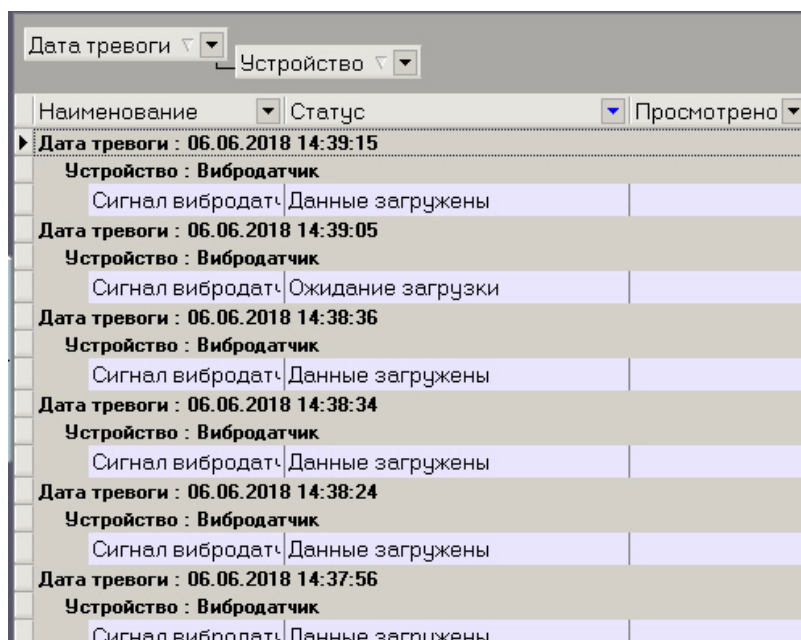 Дата тревоги
Устройство
Наименование Статус Просмотрено
Дата тревоги : 06.06.2018 14:39:15
Устройство : Вибродатчик
Сигнал вибродатч Данные загружены
Дата тревоги : 06.06.2018 14:39:05
Устройство : Вибродатчик
Сигнал вибродатч Ожидание загрузки
Дата тревоги : 06.06.2018 14:38:36
Устройство : Вибродатчик
Сигнал вибродатч Данные загружены
Дата тревоги : 06.06.2018 14:38:34
Устройство : Вибродатчик
Сигнал вибродатч Данные загружены
Дата тревоги : 06.06.2018 14:38:24
Устройство : Вибродатчик
Сигнал вибродатч Данные загружены
Дата тревоги : 06.06.2018 14:37:56
Устройство : Вибродатчик
Сигнал вибродатч Данные загружены